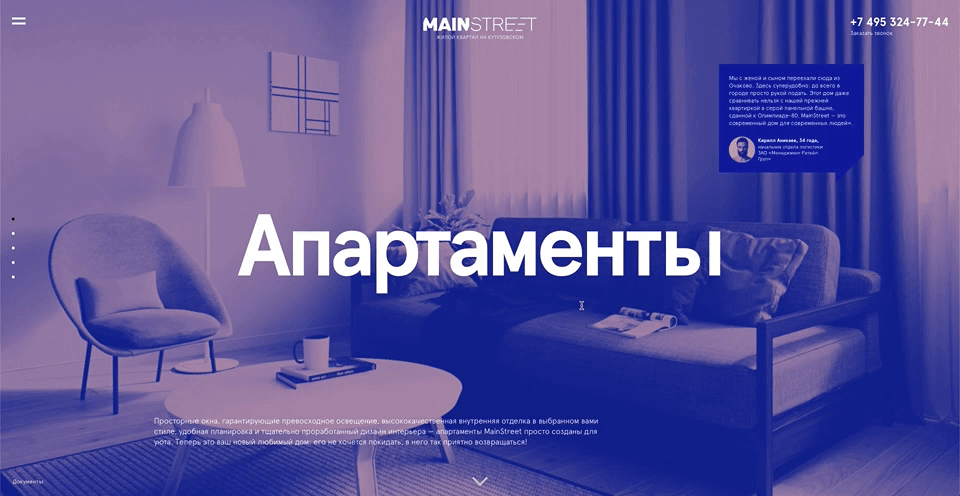 MAINSTREET
ЖИЛОЙ КВАРТАЛ НА КУТУЗОВСКОМ
+7 495 324-77-44
Заказать звонок
Мы с женой и сыном переехали сюда из
Очаково. Здесь суперудобно: до всего в
городе просто рукой подать. Этот дом даже
сравнивать нельзя с нашей прежней
квартиркой в серой панельной башне,
сданной к Олимпиаде-80. MainStreet — это
современный дом для современных людей».
Кирилл Аникеев, 34 года,
начальник отдела логистики
ЗАО «Менеджмент Ритейл
Груп»
Апартаменты
Просторные окна, гарантирующие превосходное освещение, высококачественная внутренняя отделка в выбранном вами
стиле, удобная планировка и тщательно проработанный дизайн интерьера — апартаменты MainStreet просто созданы для
уюта. Теперь это ваш новый любимый дом: его не хочется покидать; в него так приятно возвращаться!
Документы